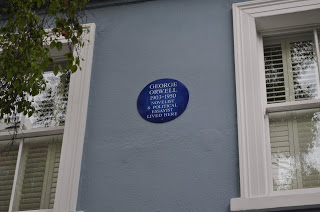 GEORGE
ORWELL
1903-1950
NOVELIST
& POLITICAL
ESSAYIST
LIVED HERE